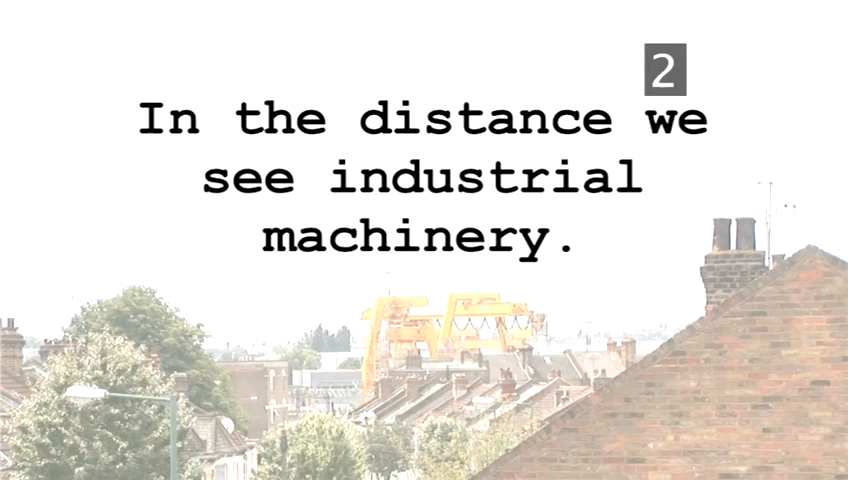 2
In the distance we
see industrial
machinery.